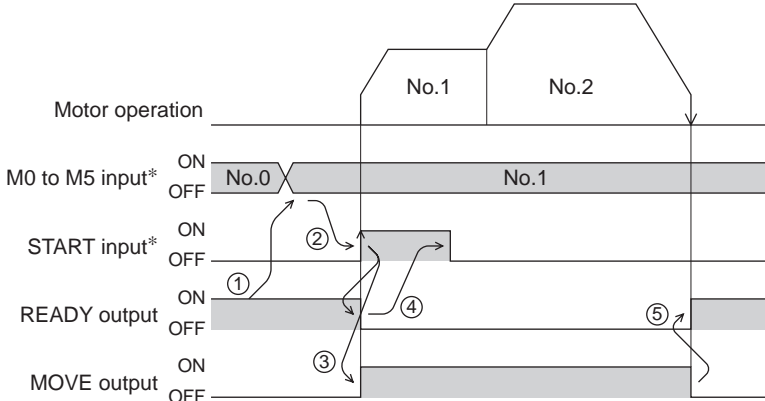 No.1 No.2
Motor operation
M0 to M5 input* ON OFF No.0 No.1
START input* ON OFF ②
READY output ON OFF ① ④ ⑤
MOVE output ON OFF ③